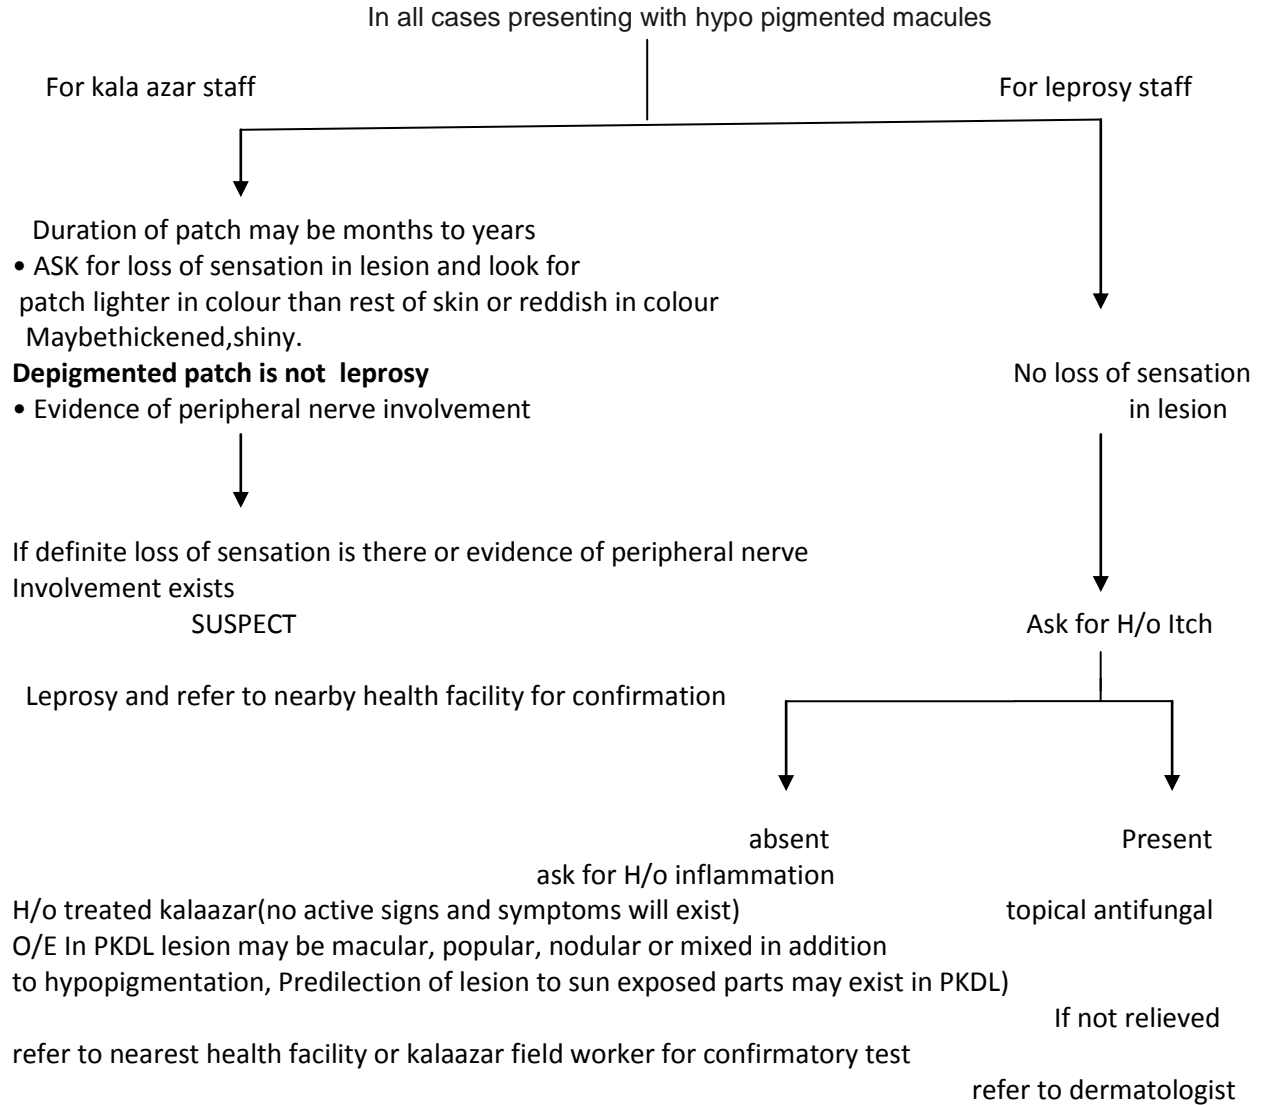 In all cases presenting with hypo pigmented macules
For kala azar staff
For leprosy staff
Duration of patch may be months to years
• ASK for loss of sensation in lesion and look for
patch lighter in colour than rest of skin or reddish in colour
Maybethickened,shiny.
Depigmented patch is not leprosy
• Evidence of peripheral nerve involvement
If definite loss of sensation is there or evidence of peripheral nerve
Involvement exists
SUSPECT
Leprosy and refer to nearby health facility for confirmation
No loss of sensation
in lesion
Ask for H/o Itch
absent
ask for H/o inflammation
H/o treated kalaazar(no active signs and symptoms will exist)
O/E In PKDL lesion may be macular, popular, nodular or mixed in addition
to hypopigmentation, Predilection of lesion to sun exposed parts may exist in PKDL)
refer to nearest health facility or kalaazar field worker for confirmatory test
Present
topical antifungal
If not relieved
refer to dermatologist